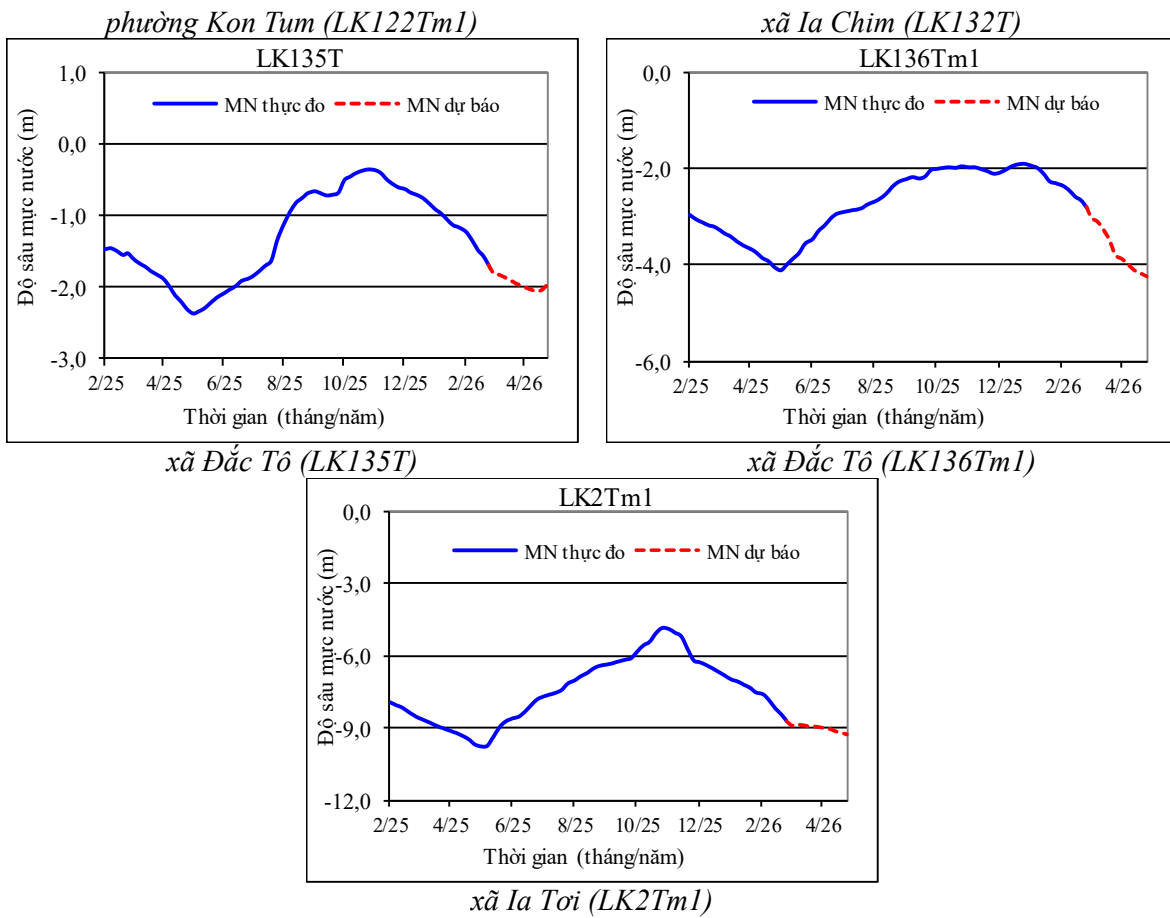 phường Kon Tum (LK122Tm1)
xã Ia Chim (LK132T)
LK135T
1,0
0,0
-1,0
-2,0
-3,0
MN thực đo
MN dự báo
Độ sâu mực nước (m)
2/25 4/25 6/25 8/25 10/25 12/25 2/26 4/26
Thời gian (tháng/năm)
LK136Tm1
0,0
-2,0
-4,0
-6,0
MN thực đo
MN dự báo
Độ sâu mực nước (m)
2/25 4/25 6/25 8/25 10/25 12/25 2/26 4/26
Thời gian (tháng/năm)
xã Đắc Tô (LK135T)
xã Đắc Tô (LK136Tm1)
LK2Tm1
0,0
-3,0
-6,0
-9,0
-12,0
MN thực đo
MN dự báo
Độ sâu mực nước (m)
2/25 4/25 6/25 8/25 10/25 12/25 2/26 4/26
Thời gian (tháng/năm)
xã Ia Tơi (LK2Tm1)